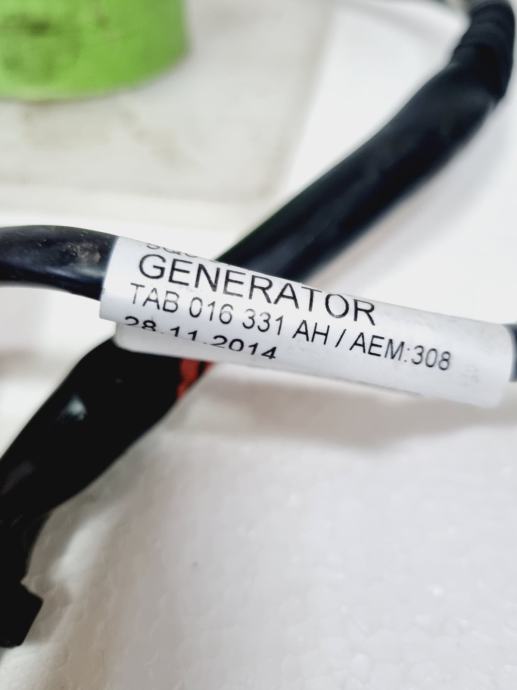 GENERATOR
TAB 016 331 AH / AEM:308
28.11.2014